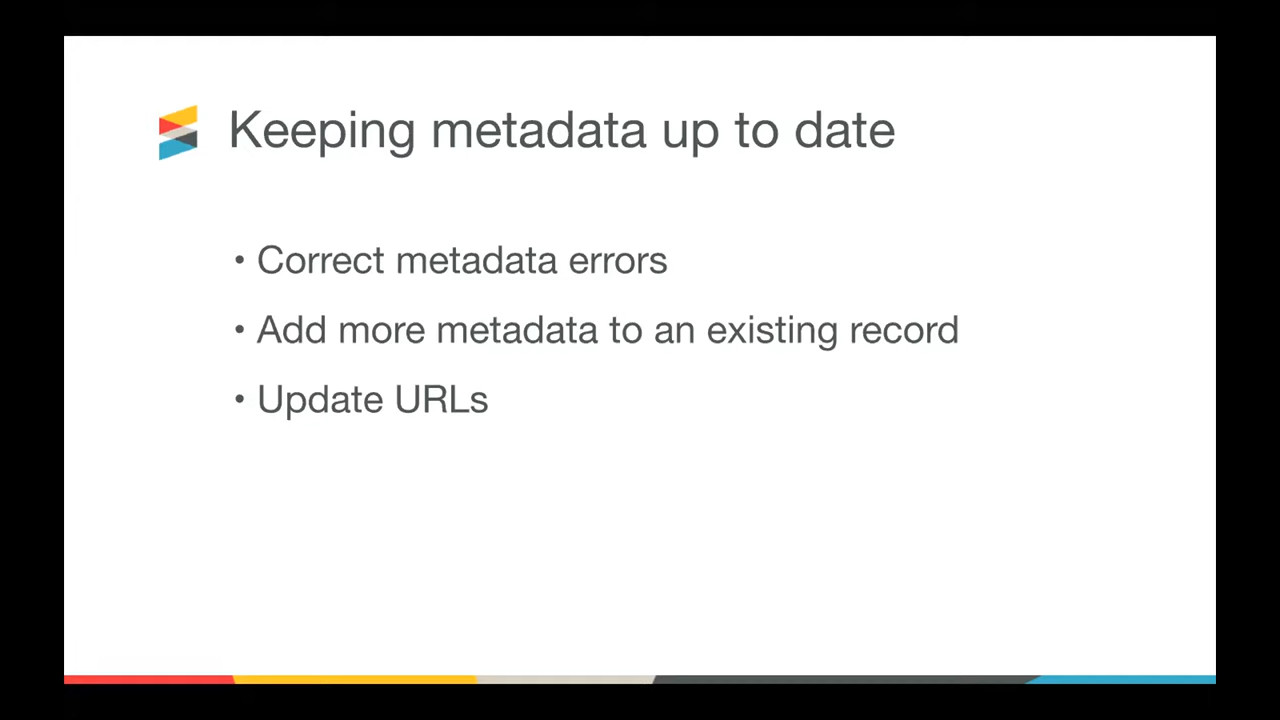 Keeping metadata up to date
• Correct metadata errors
• Add more metadata to an existing record
• Update URLs